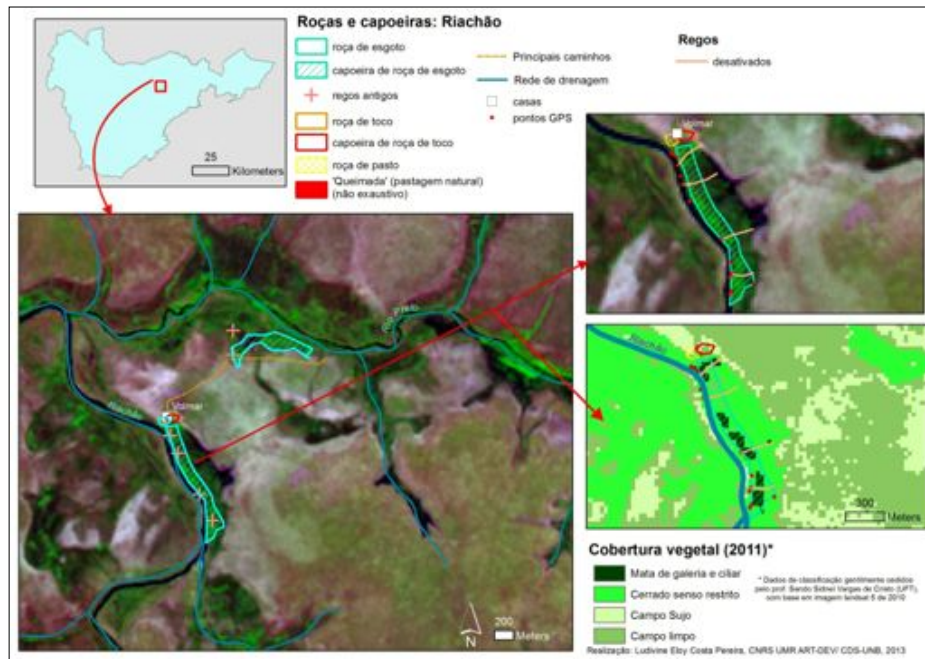 Roças e capoeiras: Riachão
roça de esgoto
capoeira de roça de esgoto
regos antigos
roça de toco
capoeira de roça de toco
roça de pasto
'Queimada' (pastagem natural)
(não exaustivo)
Principais caminhos
Rede de drenagem
casas
pontos GPS
Regos
desativados
25
Kilometers
Volmar
Riachão
Volmar
200
Meters
N
Riachão
300
Meters
Cobertura vegetal (2011)*
Mata de galeria e ciliar
Cerrado senso restrito
Campo Sujo
Campo limpo
* Dados de classificação gentilmente cedidos
pelo prof. Sando Sidnei Vargas de Cristo (UFT),
com base em imagem landsat 5 de 2010
Realização: Ludivine Eloy Costa Pereira, CNRS UMR ART-DEV/ CDS-UNB, 2013